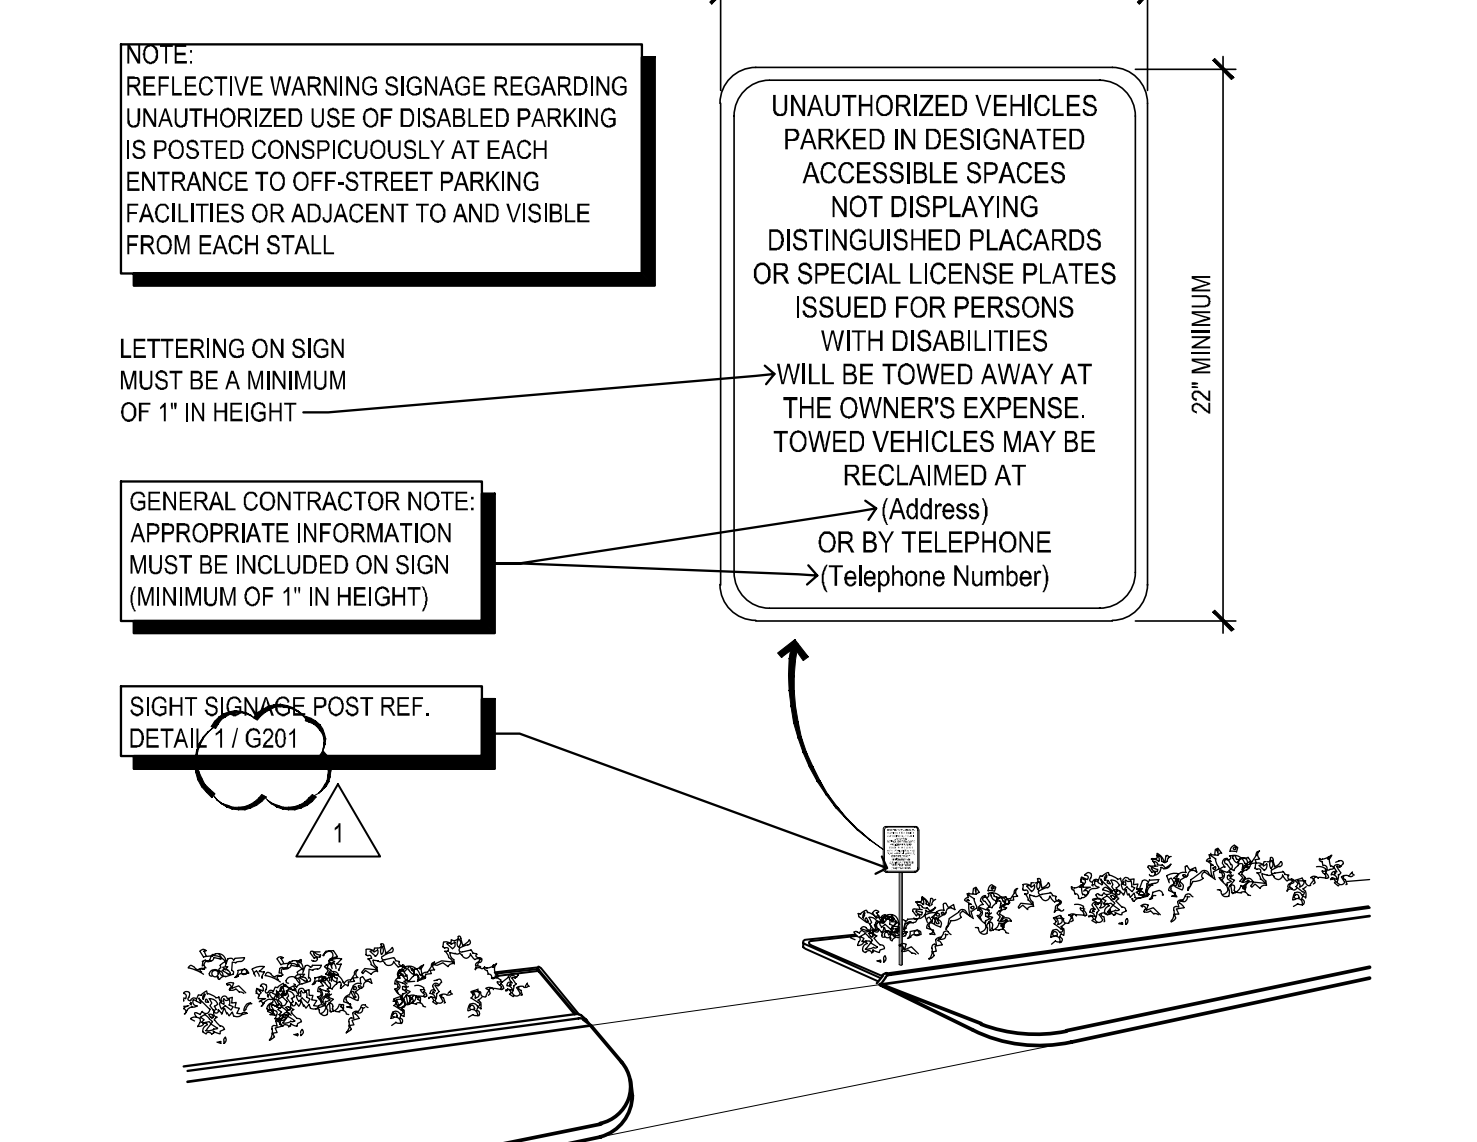 NOTE:
REFLECTIVE WARNING SIGNAGE REGARDING
UNAUTHORIZED USE OF DISABLED PARKING
IS POSTED CONSPICUOUSLY AT EACH
ENTRANCE TO OFF-STREET PARKING
FACILITIES OR ADJACENT TO AND VISIBLE
FROM EACH STALL
LETTERING ON SIGN
MUST BE A MINIMUM
OF 1" IN HEIGHT
GENERAL CONTRACTOR NOTE:
APPROPRIATE INFORMATION
MUST BE INCLUDED ON SIGN
(MINIMUM OF 1" IN HEIGHT)
SIGHT SIGNAGE POST REF.
DETAIL 1 / G201
1
UNAUTHORIZED VEHICLES
PARKED IN DESIGNATED
ACCESSIBLE SPACES
NOT DISPLAYING
DISTINGUISHED PLACARDS
OR SPECIAL LICENSE PLATES
ISSUED FOR PERSONS
WITH DISABILITIES
WILL BE TOWED AWAY AT
THE OWNER'S EXPENSE.
TOWED VEHICLES MAY BE
RECLAIMED AT
(Address)
OR BY TELEPHONE
(Telephone Number)
22" MINIMUM